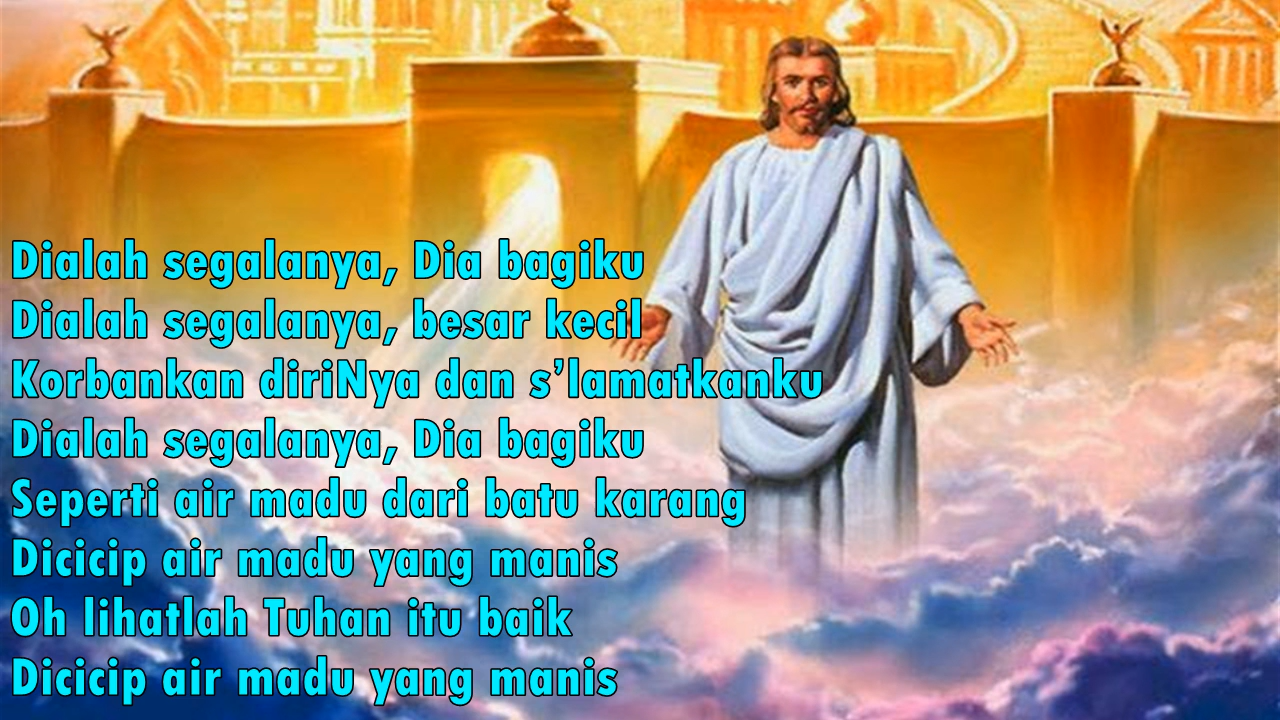 Dialah segalanya, Dia bagiku
Dialah segalanya, besar kecil
Korbankan diriNya dan s’lamatkanku
Dialah segalanya, Dia bagiku
Seperti air madu dari batu karang
Dicicip air madu yang manis
Oh lihatlah Tuhan itu baik
Dicicip air madu yang manis